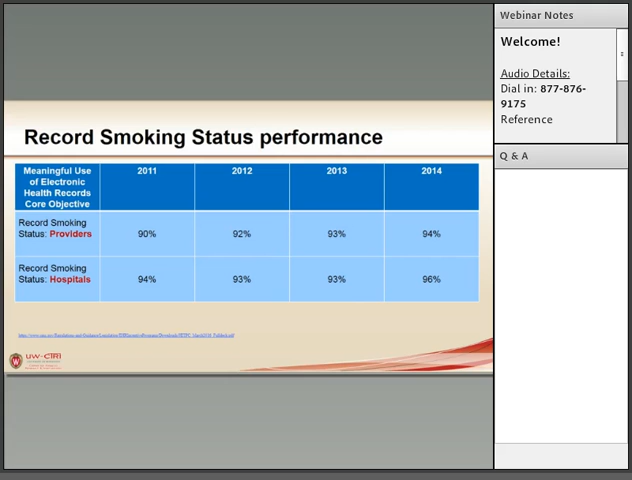 Webinar Notes
Welcome!
Audio Details:
Dial in: 877-876-
9175
Reference
Q & A
Record Smoking Status performance
Meaningful Use
of Electronic
Health Records
Core Objective
2011
2012
2013
2014
Record Smoking
Status: Providers
90%
92%
93%
94%
Record Smoking
Status: Hospitals
94%
93%
93%
96%
UW-CTRI